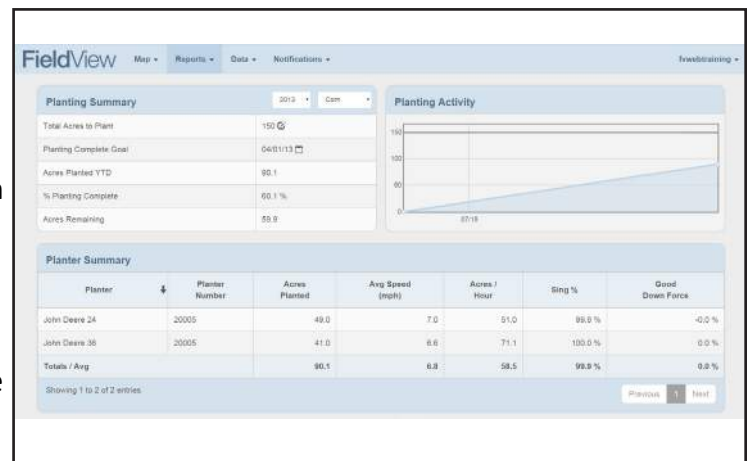 FieldView Map Reports Data Notifications fvwebtraining
Planting Summary 2013 Corn
Total Acres to Plant 150
Planting Complete Goal 04/01/13
Acres Planted YTD 90.1
% Planting Complete 60.1 %
Acres Remaining 59.9
Planting Activity
150
100
0
07/19
Planter Summary
Planter Planter Number Acres Planted Avg Speed (mph) Acres / Hour Sing % Good Down Force
John Deere 24 20005 49.0 7.0 51.0 99.8 % -0.0 %
John Deere 36 20005 41.0 6.6 71.1 100.0 % 0.0 %
Totals / Avg 90.1 6.8 58.5 99.9 % 0.0 %
Showing 1 to 2 of 2 entries
Previous 1 Next